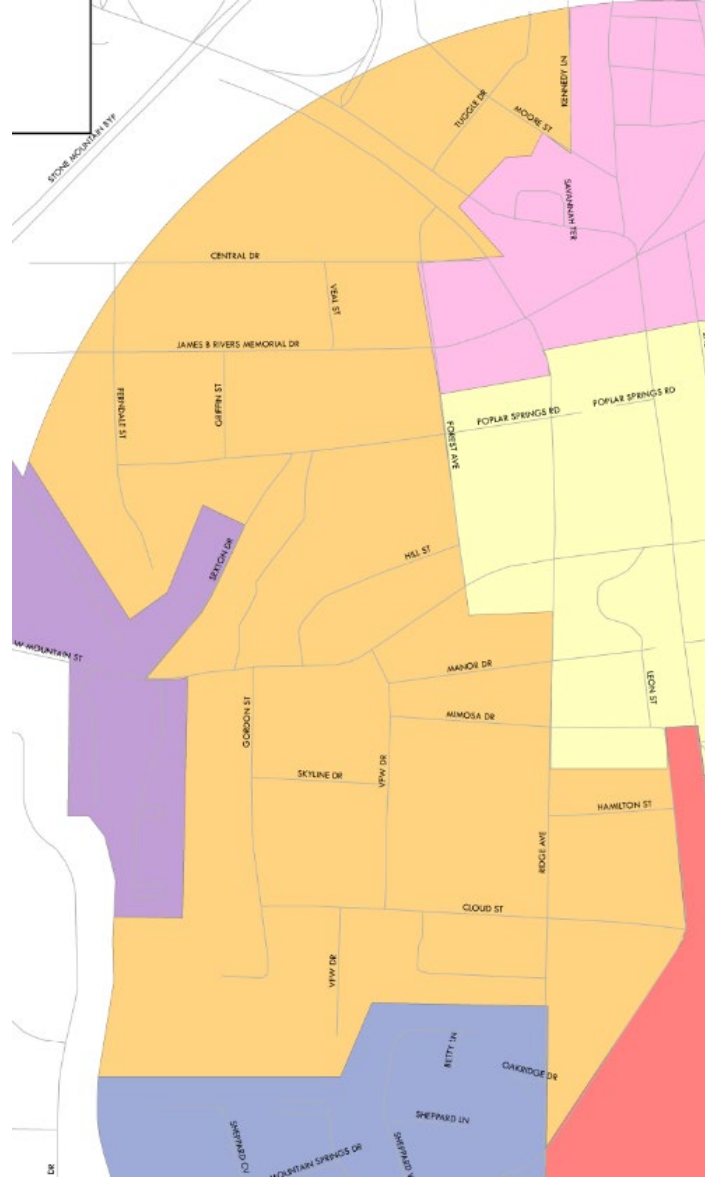 KENNEDY LN
TUGGLE DR
MOORE ST
STONE MOUNTAIN BYP
SAVANNAH TER
CENTRAL DR
VEAL ST
JAMES B RIVERS MEMORIAL DR
FERNDALE ST
GRIFFIN ST
POPLAR SPRINGS RD
POPLAR SPRINGS RD
FOREST AVE
SEXTON DR
HILL ST
W MOUNTAIN ST
MANOR DR
LEON ST
GORDON ST
MIMOSA DR
SKYLINE DR
VFW DR
HAMILTON ST
RIDGE AVE
CLOUD ST
VFW DR
BETTY LN
OAKRIDGE DR
SHEPPARD LN
SHEPPARD CV
MOUNTAIN SPRINGS DR
SHEPPARD
DR